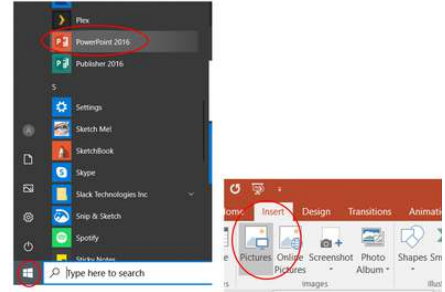 Plex
PowerPoint 2016
Publisher 2016
S
Settings
Sketch Me!
SketchBook
Skype
Slack Technologies Inc
Snip & Sketch
Spotify
Sticky Notes
Type here to search
Insert Design Transitions
Pictures Online Screenshot Photo Shapes
Pictures Album
Images